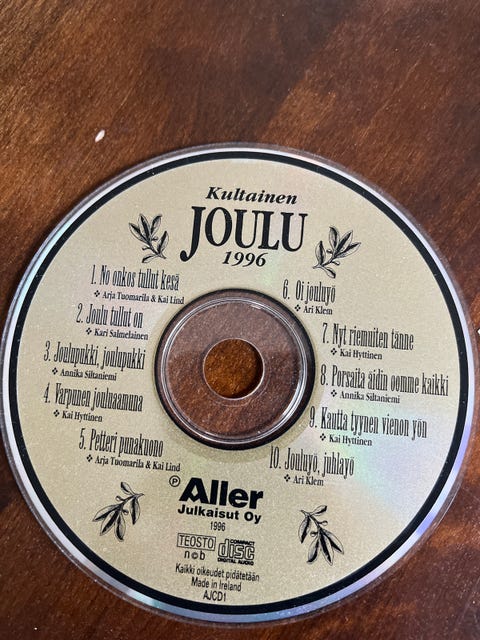 Kultainen
JOULU
1996
1. No onkos tullut kesä
❖ Arja Tuomarila & Kai Lind
2. Joulu tullut on
❖ Kari Salmelainen
3. Joulupukki, joulupukki
❖ Annika Siltaniemi
4. Varpunen jouluaamuna
❖ Kai Hyttinen
5. Petteri punakuono
❖ Arja Tuomarila & Kai Lind
6. Oi jouluyö
❖ Ari Klem
7. Nyt riemuiten tänne
❖ Kai Hyttinen
8. Porsaita äidin oomme kaikki
❖ Annika Siltaniemi
9. Kautta tyynen vienon yön
❖ Kai Hyttinen
10. Jouluyö, juhlayö
❖ Ari Klem
℗ Aller
Julkaisut Oy
1996
TEOSTO
n©b
COMPACT
disc
DIGITAL AUDIO
Kaikki oikeudet pidätetään
Made in Ireland
AJCD1